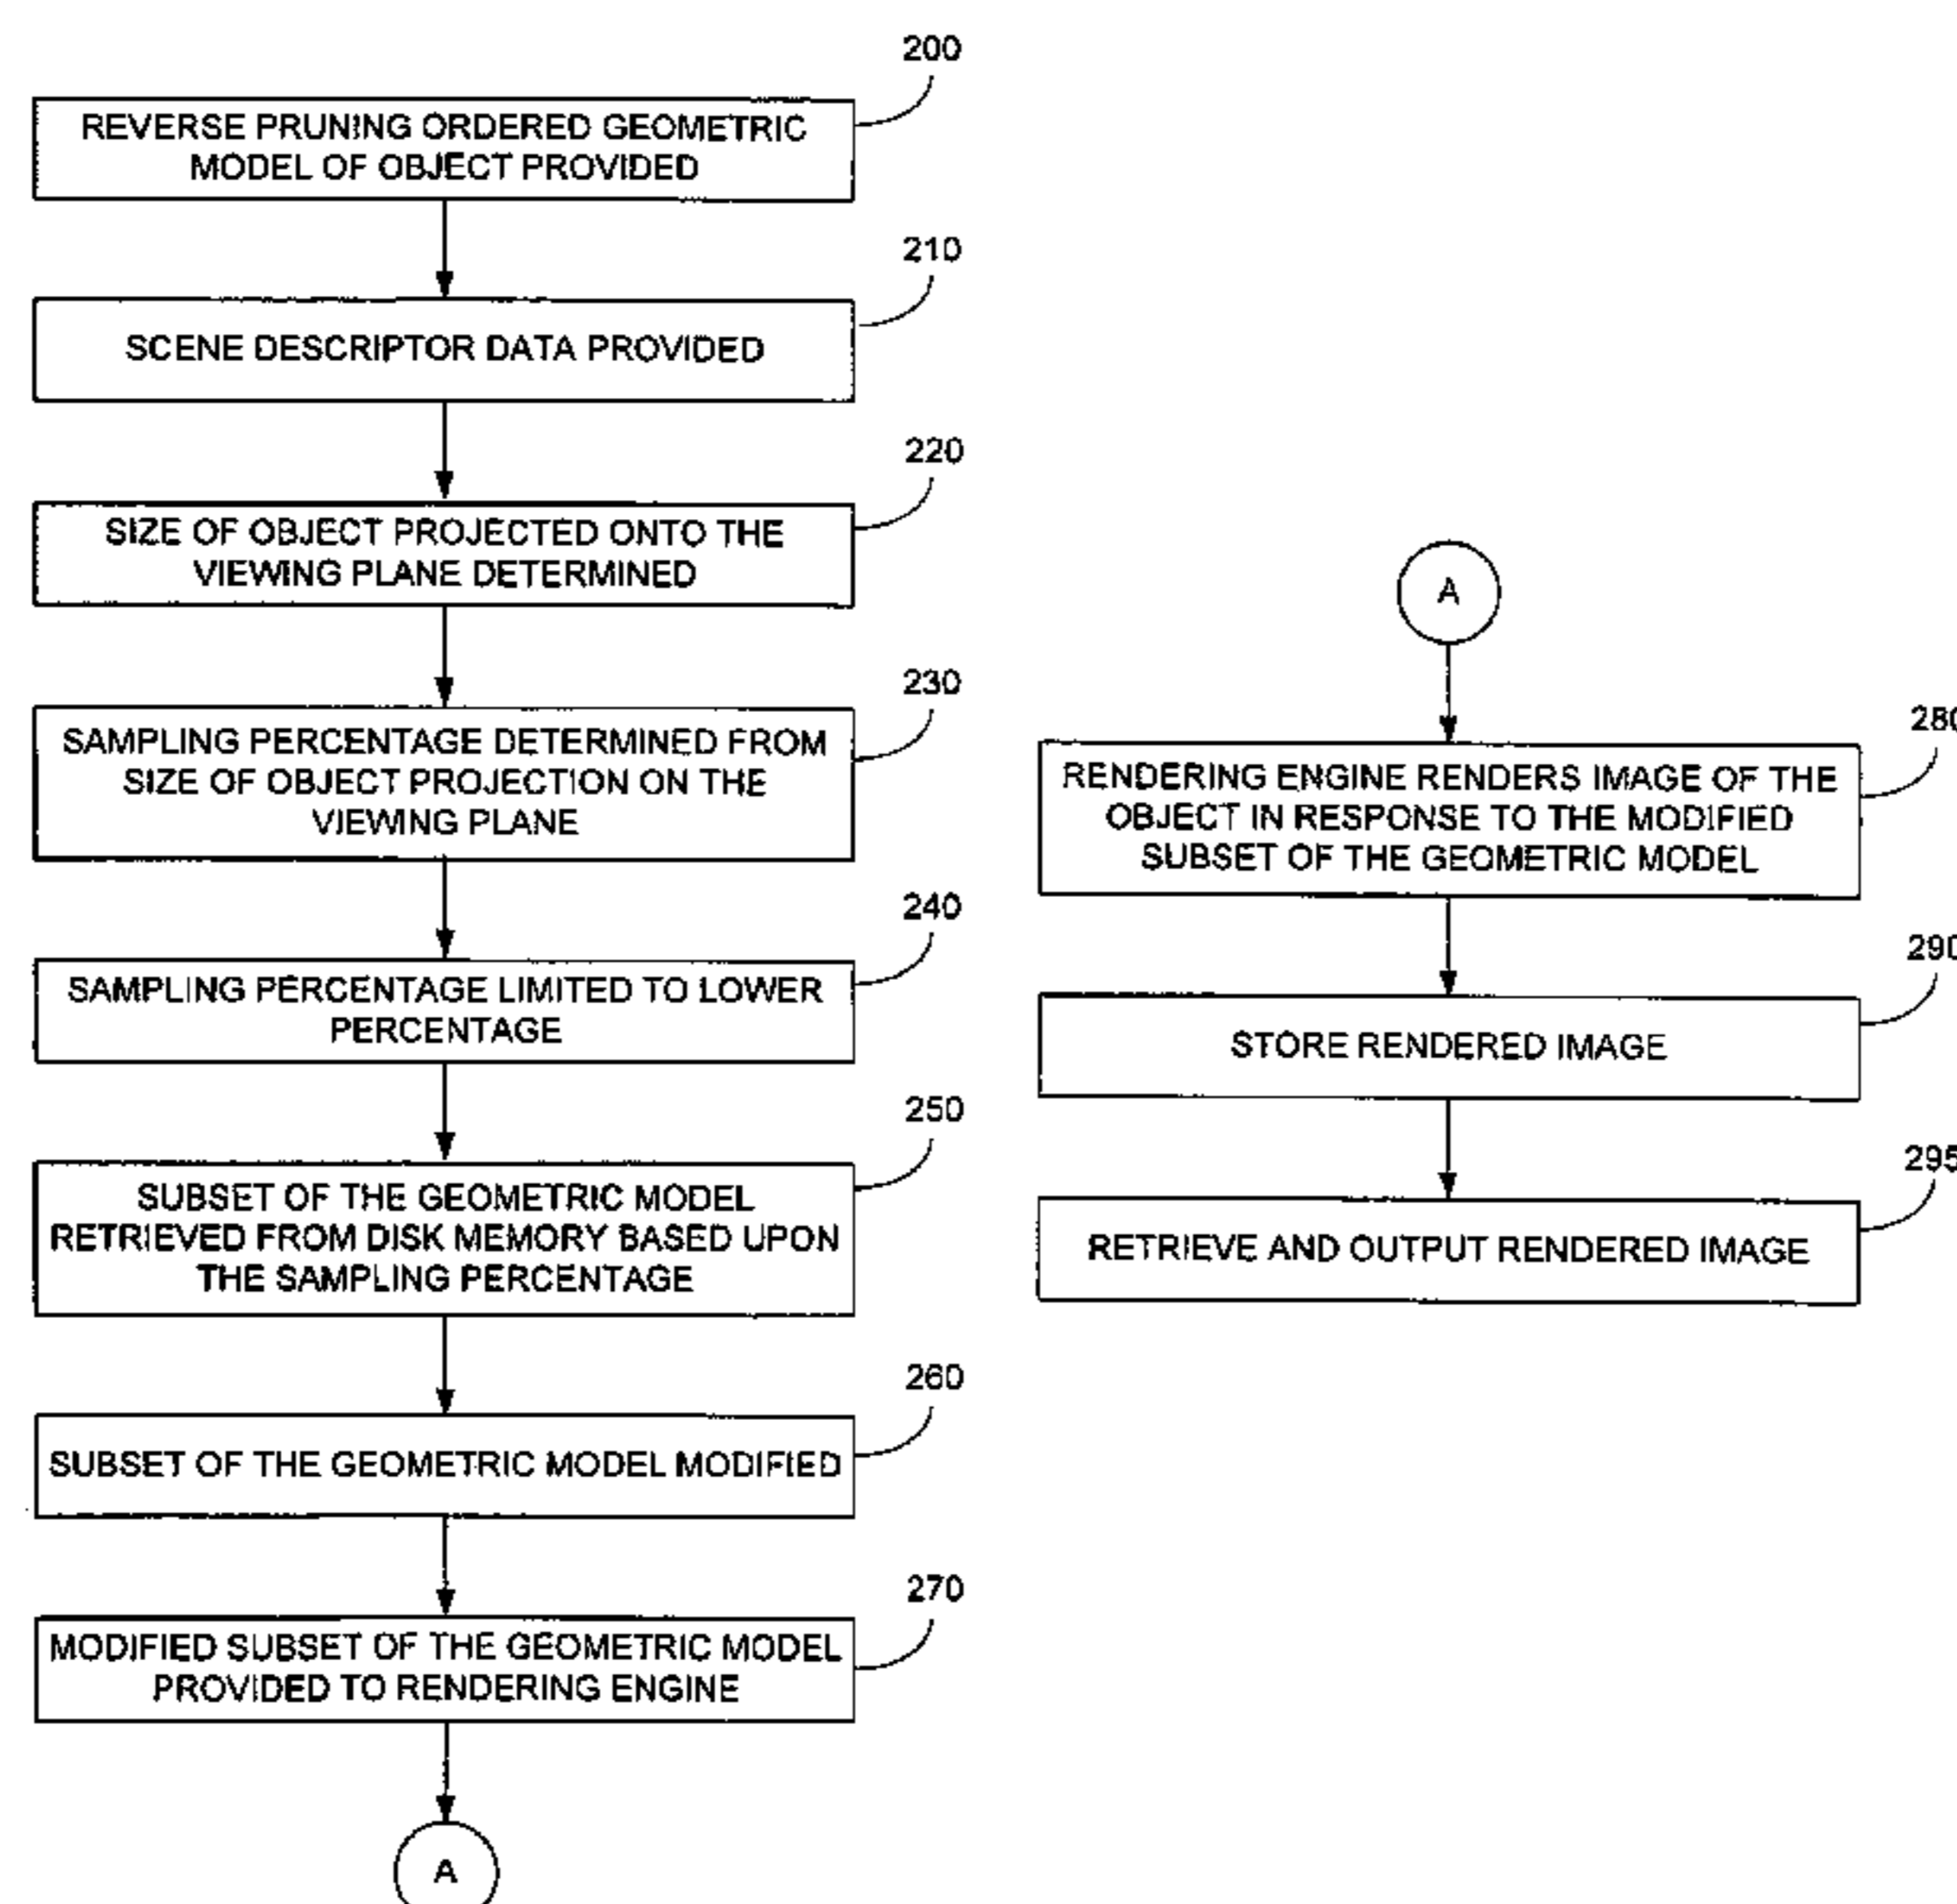 200
REVERSE PRUNING ORDERED GEOMETRIC
MODEL OF OBJECT PROVIDED
210
SCENE DESCRIPTOR DATA PROVIDED
220
SIZE OF OBJECT PROJECTED ONTO THE
VIEWING PLANE DETERMINED
230
SAMPLING PERCENTAGE DETERMINED FROM
SIZE OF OBJECT PROJECTION ON THE
VIEWING PLANE
240
SAMPLING PERCENTAGE LIMITED TO LOWER
PERCENTAGE
250
SUBSET OF THE GEOMETRIC MODEL
RETRIEVED FROM DISK MEMORY BASED UPON
THE SAMPLING PERCENTAGE
260
SUBSET OF THE GEOMETRIC MODEL MODIFIED
270
MODIFIED SUBSET OF THE GEOMETRIC MODEL
PROVIDED TO RENDERING ENGINE
A
A
280
RENDERING ENGINE RENDERS IMAGE OF THE
OBJECT IN RESPONSE TO THE MODIFIED
SUBSET OF THE GEOMETRIC MODEL
290
STORE RENDERED IMAGE
295
RETRIEVE AND OUTPUT RENDERED IMAGE